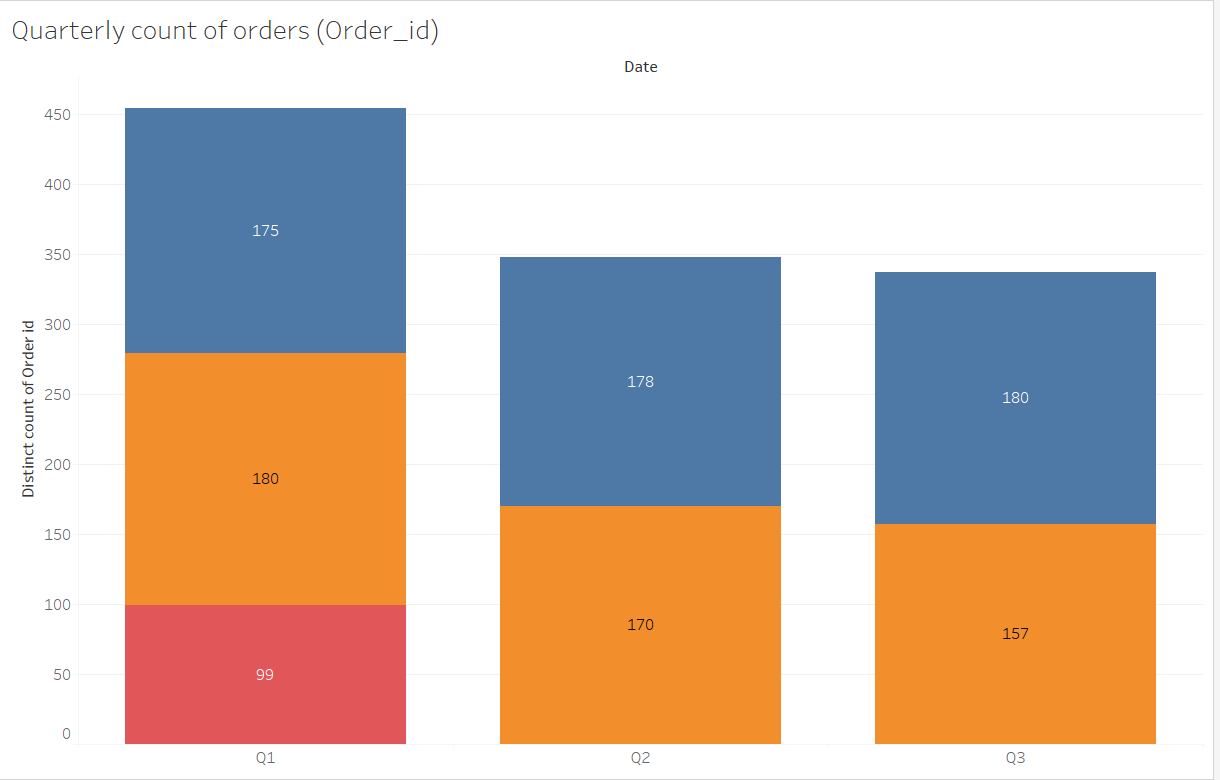 Quarterly count of orders (Order_id)
Date
Distinct count of Order id
450
400
350
300
250
200
150
100
50
0
175
180
99
178
170
180
157
Q1
Q2
Q3